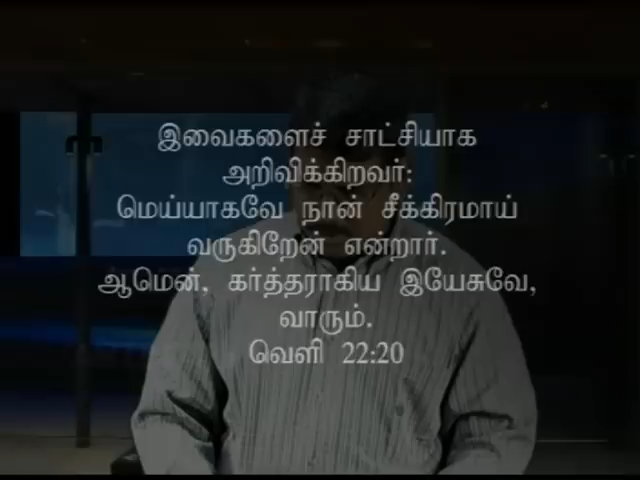 இவைகளைச் சாட்சியாக
அறிவிக்கிறவர்:
மெய்யாகவே நான் சீக்கிரமாய்
வருகிறேன் என்றார்.
ஆமென், கர்த்தராகிய இயேசுவே,
வாரும்.
வெளி 22:20